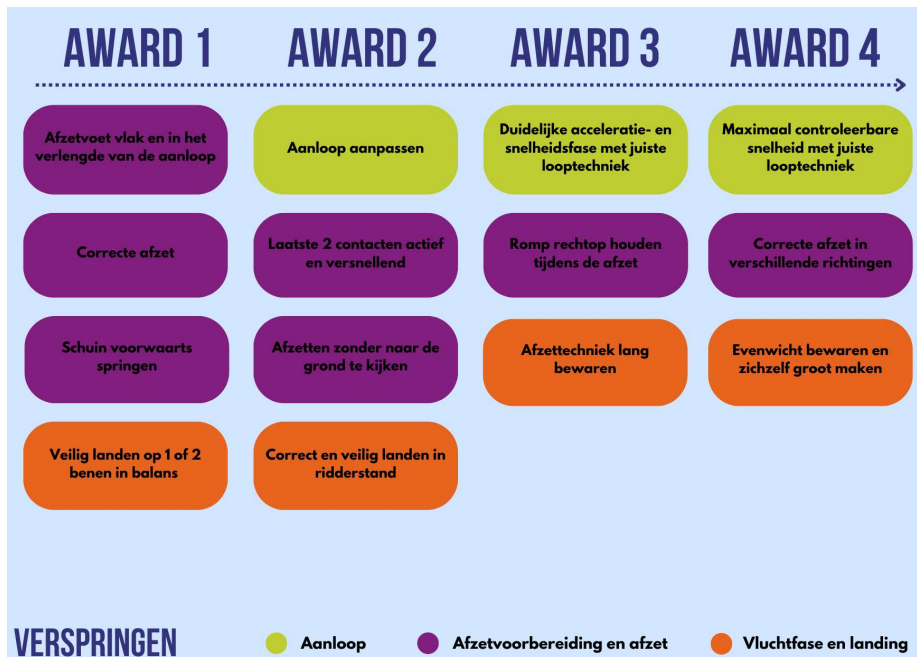 AWARD 1
AWARD 2
AWARD 3
AWARD 4
Afzetvoet vlak en in het
verlengde van de aanloop
Aanloop aanpassen
Duidelijke acceleratie- en
snelheidsfase met juiste
looptechniek
Maximaal controleerbare
snelheid met juiste
looptechniek
Correcte afzet
Laatste 2 contacten actief
en versnellend
Romp rechtop houden
tijdens de afzet
Correcte afzet in
verschillende richtingen
Schuin voorwaarts
springen
Afzetten zonder naar de
grond te kijken
Afzettechniek lang
bewaren
Evenwicht bewaren en
zichzelf groot maken
Veilig landen op 1 of 2
benen in balans
Correct en veilig landen in
ridderstand
VERSPRINGEN
Aanloop
Afzetvoorbereiding en afzet
Vluchtfase en landing